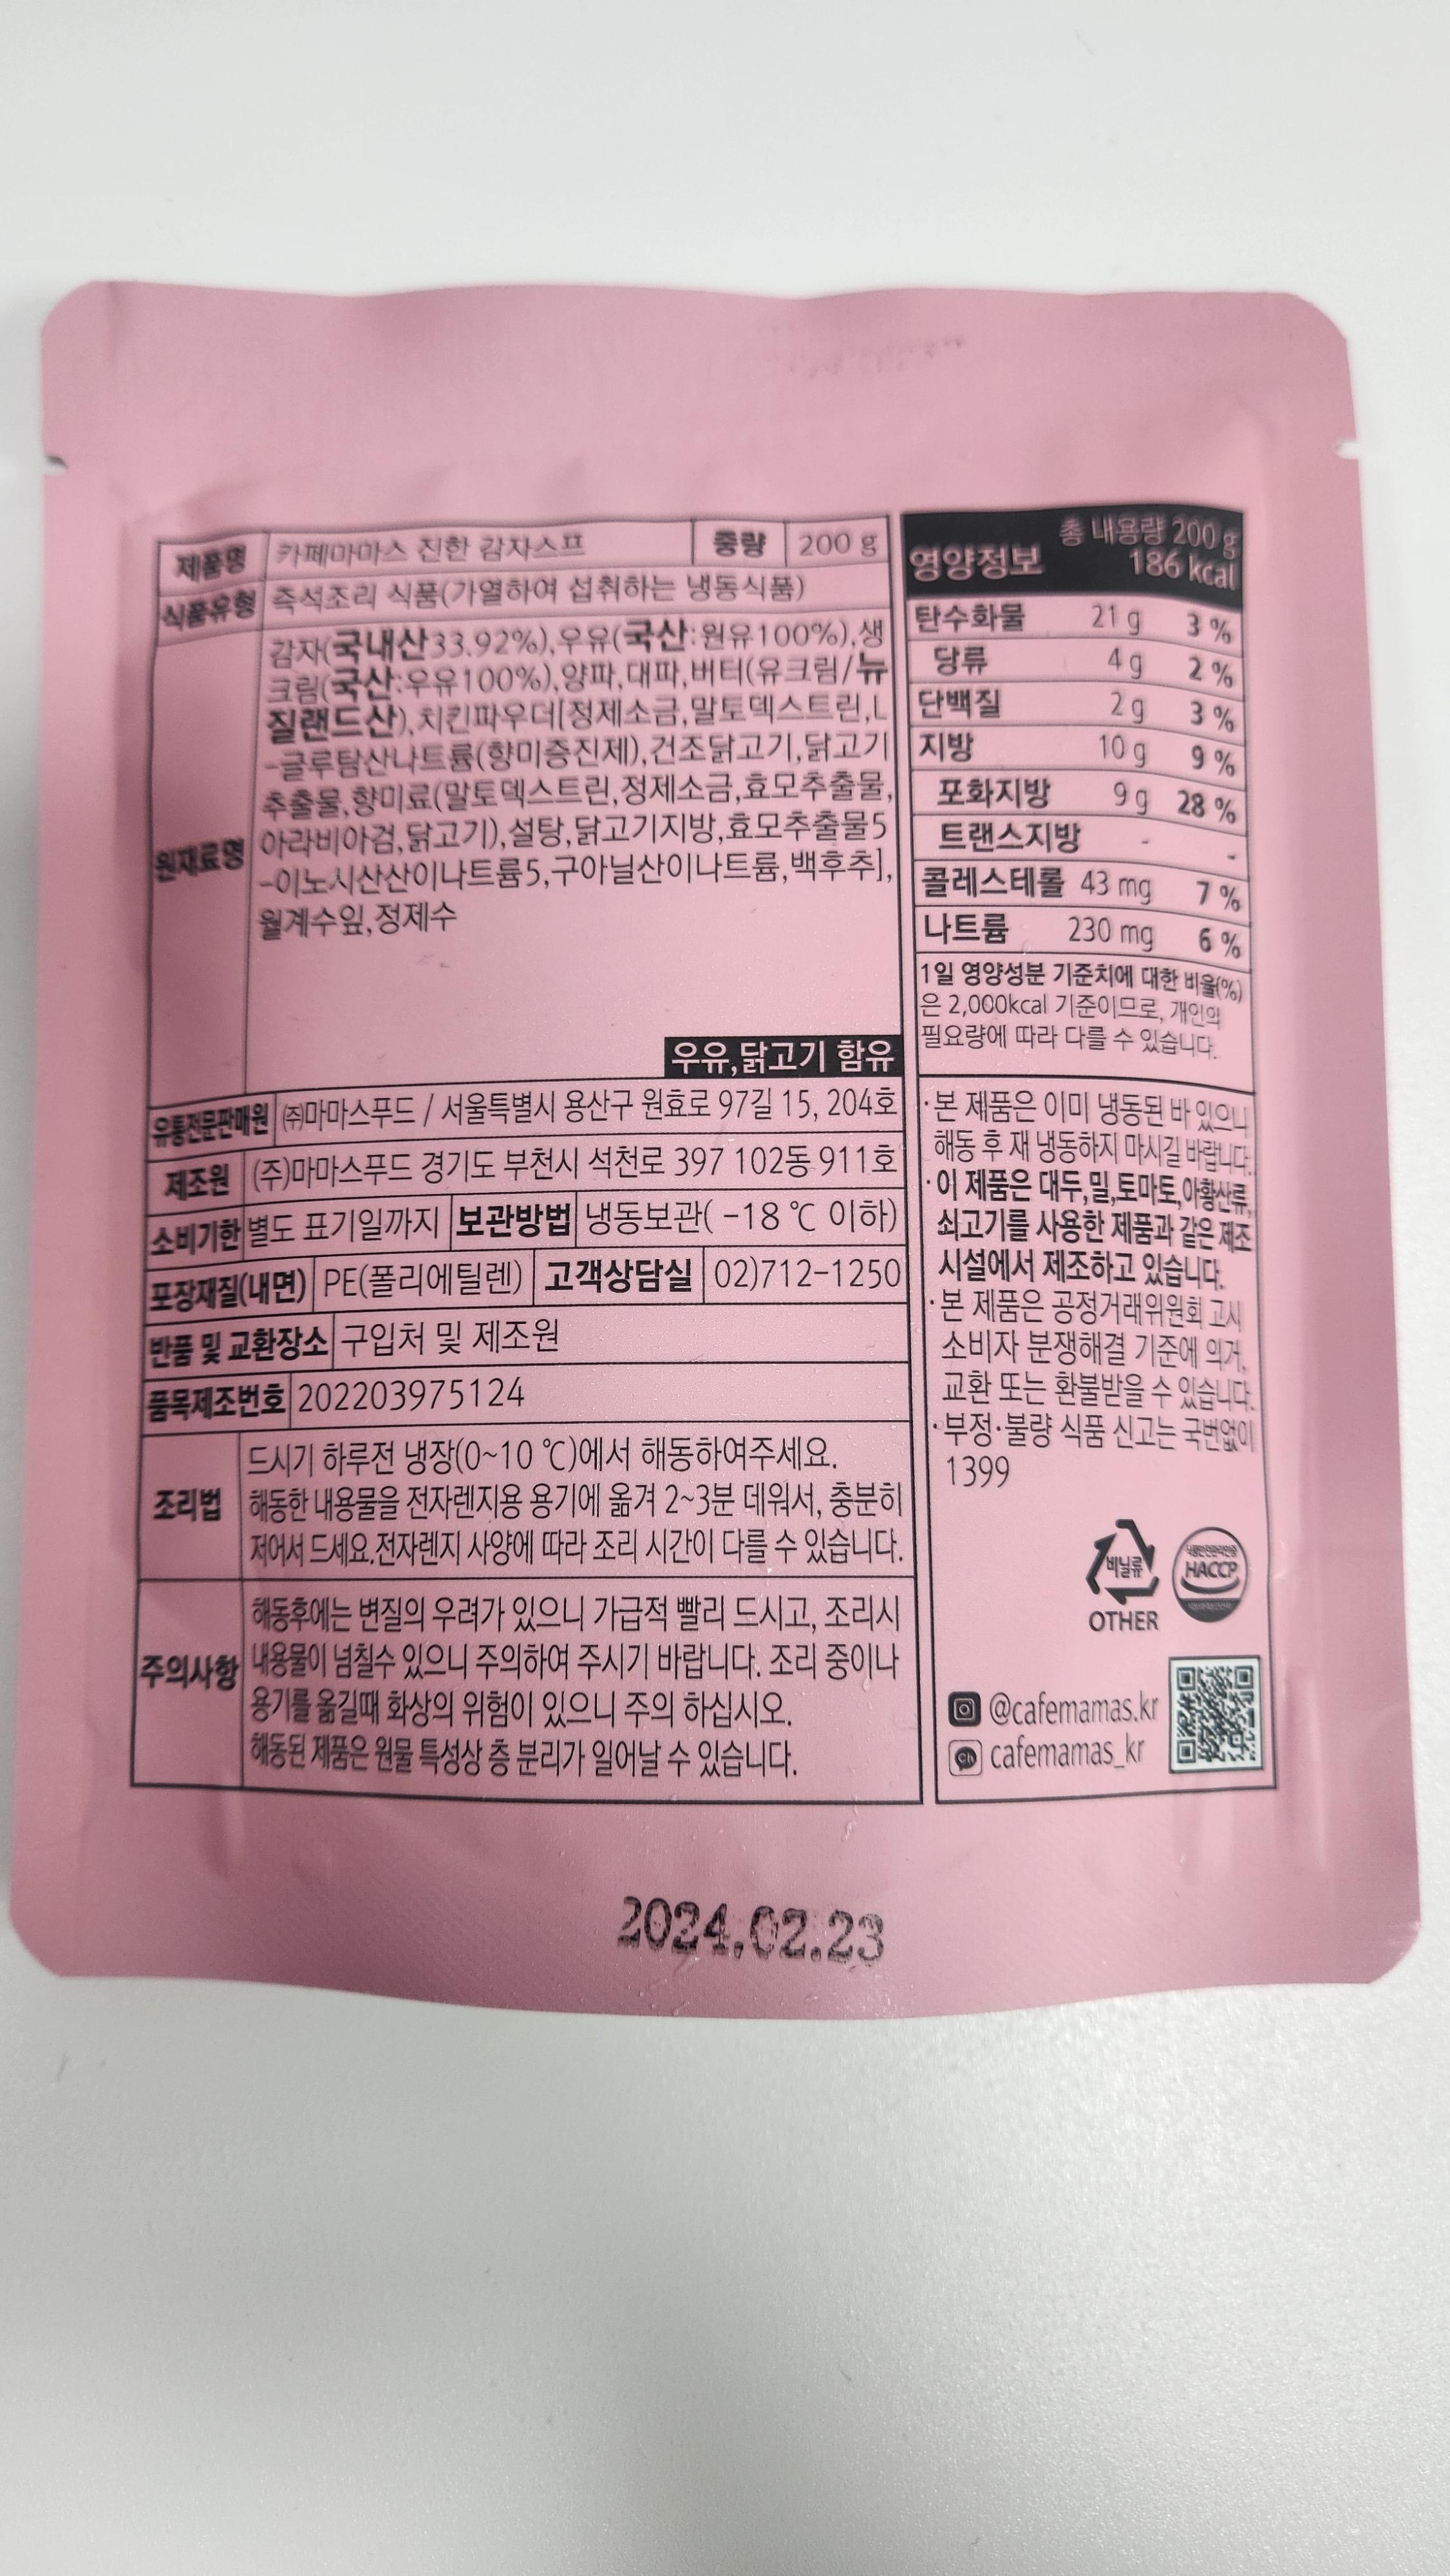 제품명 카페마마스 진한 감자스프 중량 200 g
식품유형 즉석조리 식품(가열하여 섭취하는 냉동식품)
원재료명
감자(국내산33.92%),우유(국산:원유100%),생
크림(국산:우유100%),양파,대파,버터(유크림/뉴
질랜드산),치킨파우더[정제소금,말토덱스트린,L
-글루탐산나트륨(향미증진제),건조닭고기,닭고기
추출물,향미료(말토덱스트린,정제소금,효모추출물,
아라비아검,닭고기),설탕,닭고기지방,효모추출물5
-이노시산산이나트륨5,구아닐산이나트륨,백후추],
월계수잎,정제수
우유,닭고기 함유
유통전문판매원 ㈜마마스푸드 / 서울특별시 용산구 원효로 97길 15, 204호
제조원 (주)마마스푸드 경기도 부천시 석천로 397 102동 911호
소비기한 별도 표기일까지 보관방법 냉동보관( -18 ℃ 이하)
포장재질(내면) PE(폴리에틸렌) 고객상담실 02)712-1250
반품 및 교환장소 구입처 및 제조원
품목제조번호 202203975124
조리법
드시기 하루전 냉장(0~10 ℃)에서 해동하여주세요.
해동한 내용물을 전자렌지용 용기에 옮겨 2~3분 데워서, 충분히
저어서 드세요.전자렌지 사양에 따라 조리 시간이 다를 수 있습니다.
주의사항
해동후에는 변질의 우려가 있으니 가급적 빨리 드시고, 조리시
내용물이 넘칠수 있으니 주의하여 주시기 바랍니다. 조리 중이나
용기를 옮길때 화상의 위험이 있으니 주의 하십시오.
해동된 제품은 원물 특성상 층 분리가 일어날 수 있습니다.
영양정보
총 내용량 200 g
186 kcal
탄수화물 21 g 3 %
당류 4 g 2 %
단백질 2 g 3 %
지방 10 g 9 %
포화지방 9 g 28 %
트랜스지방 - -
콜레스테롤 43 mg 7 %
나트륨 230 mg 6 %
1일 영양성분 기준치에 대한 비율(%)
은 2,000kcal 기준이므로, 개인의
필요량에 따라 다를 수 있습니다.
·본 제품은 이미 냉동된 바 있으니
해동 후 재 냉동하지 마시길 바랍니다.
·이 제품은 대두,밀,토마토,아황산류,
쇠고기를 사용한 제품과 같은 제조
시설에서 제조하고 있습니다.
·본 제품은 공정거래위원회 고시
소비자 분쟁해결 기준에 의거,
교환 또는 환불받을 수 있습니다.
·부정·불량 식품 신고는 국번없이
1399
비닐류
OTHER
HACCP
@cafemamas.kr
Ch cafemamas_kr
2024.02.23